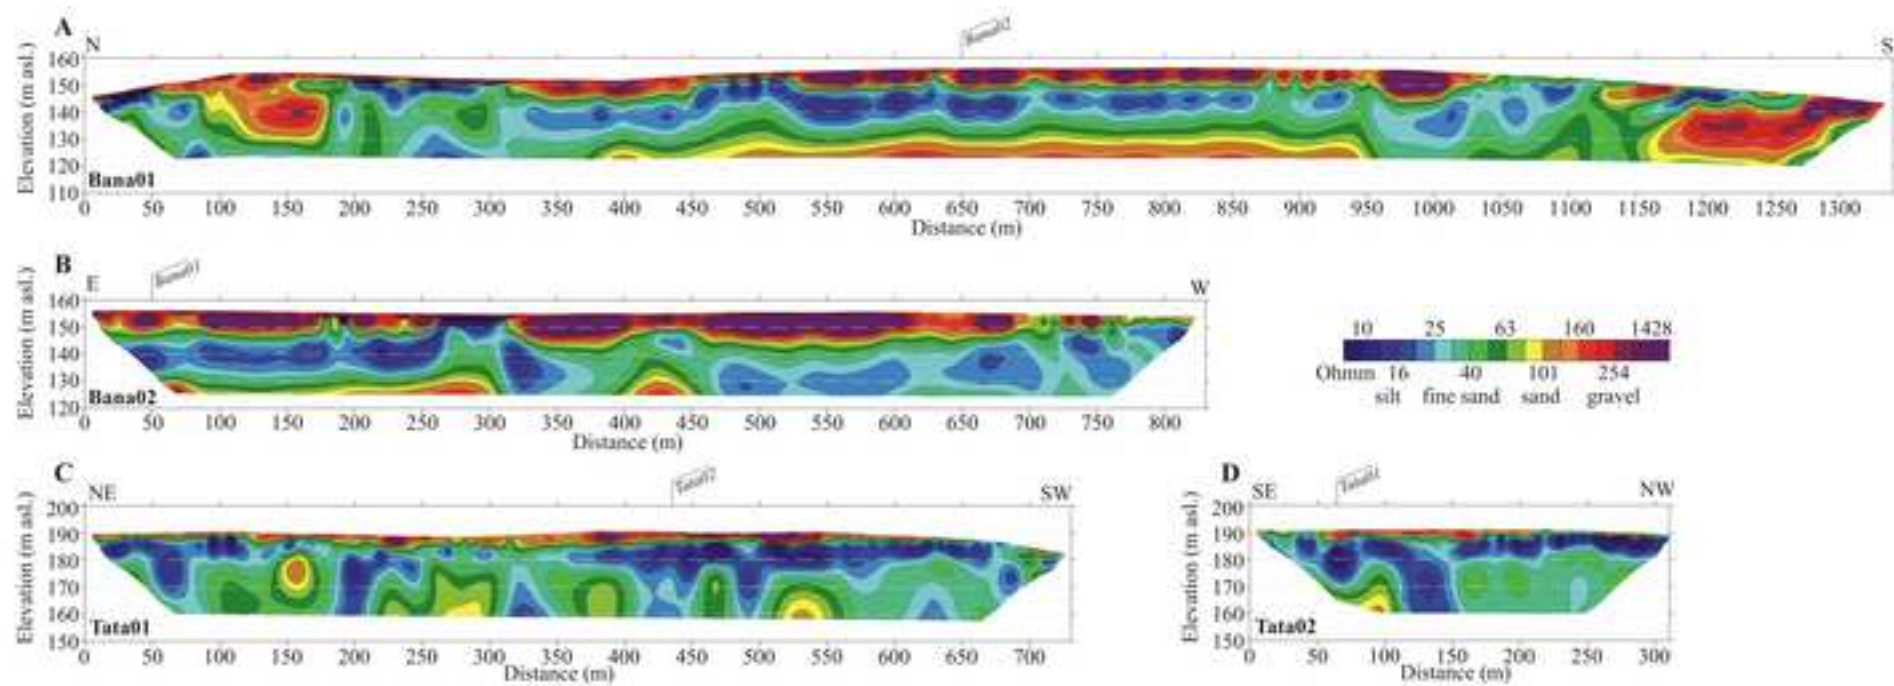 A
N
Bana02
S
Elevation (m asl.)
160
150
140
130
120
110
Bana01
0 50 100 150 200 250 300 350 400 450 500 550 600 650 700 750 800 850 900 950 1000 1050 1100 1150 1200 1250 1300
Distance (m)
B
E
Bana01
W
Elevation (m asl.)
160
150
140
130
120
Bana02
0 50 100 150 200 250 300 350 400 450 500 550 600 650 700 750 800
Distance (m)
10 25 63 160 1428
Ohmm 16 40 101 254
silt fine sand sand gravel
C
NE
Tata02
SW
Elevation (m asl.)
200
190
180
170
160
150
Tata01
0 50 100 150 200 250 300 350 400 450 500 550 600 650 700
Distance (m)
D
SE
Tata01
NW
Elevation (m asl.)
200
190
180
170
160
150
Tata02
0 50 100 150 200 250 300
Distance (m)